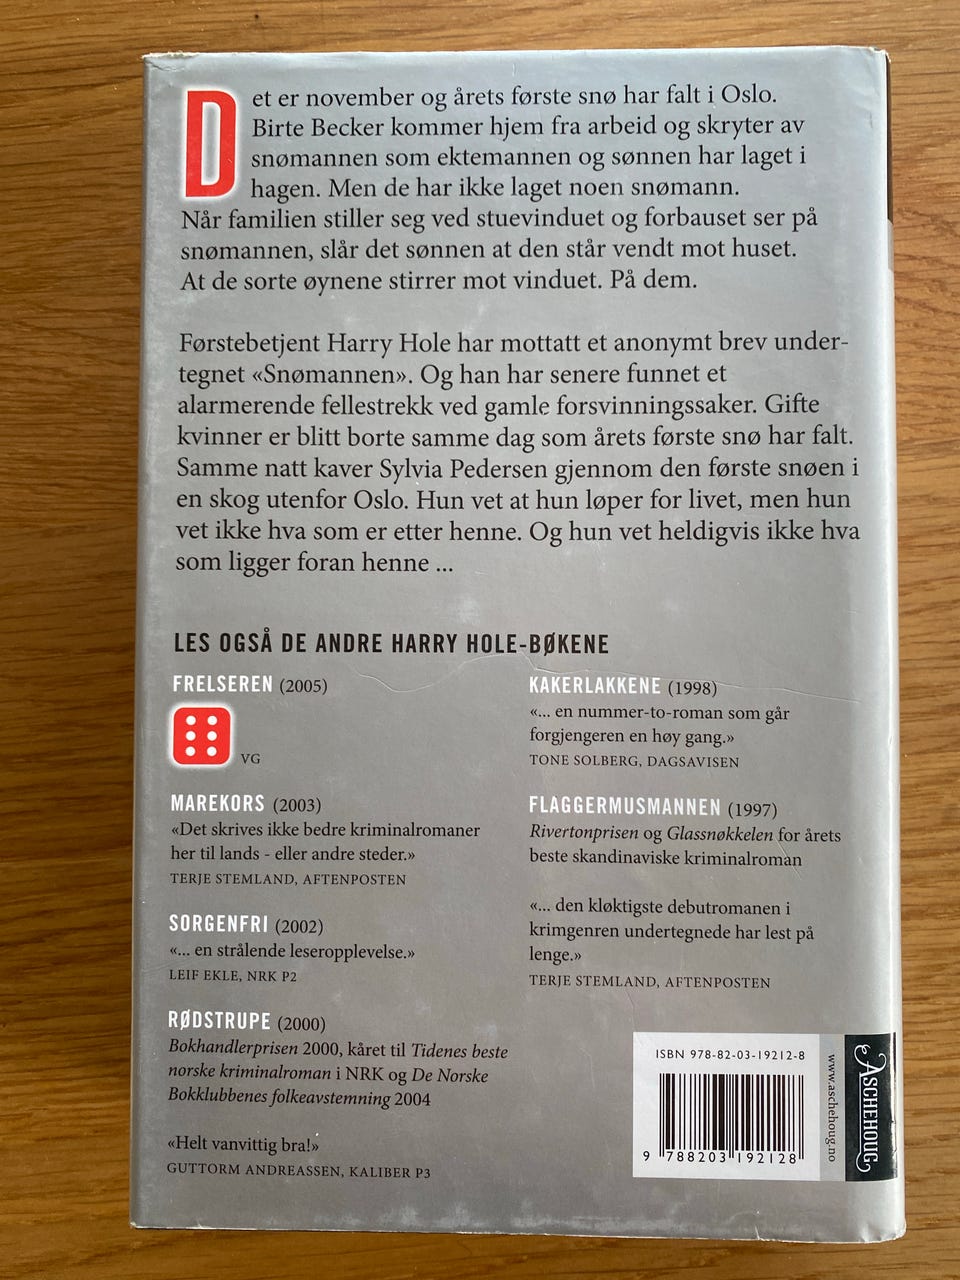 Det er november og årets første snø har falt i Oslo.
Birte Becker kommer hjem fra arbeid og skryter av
snømannen som ektemannen og sønnen har laget i
hagen. Men de har ikke laget noen snømann.
Når familien stiller seg ved stuevinduet og forbauset ser på
snømannen, slår det sønnen at den står vendt mot huset.
At de sorte øynene stirrer mot vinduet. På dem.
Førstebetjent Harry Hole har mottatt et anonymt brev under-
tegnet «Snømannen». Og han har senere funnet et
alarmerende fellestrekk ved gamle forsvinningssaker. Gifte
kvinner er blitt borte samme dag som årets første snø har falt.
Samme natt kaver Sylvia Pedersen gjennom den første snøen i
en skog utenfor Oslo. Hun vet at hun løper for livet, men hun
vet ikke hva som er etter henne. Og hun vet heldigvis ikke hva
som ligger foran henne ...
LES OGSÅ DE ANDRE HARRY HOLE-BØKENE
FRELSEREN (2005)
VG
MAREKORS (2003)
«Det skrives ikke bedre kriminalromaner
her til lands - eller andre steder.»
TERJE STEMLAND, AFTENPOSTEN
SORGENFRI (2002)
«... en strålende leseropplevelse.»
LEIF EKLE, NRK P2
RØDSTRUPE (2000)
Bokhandlerprisen 2000, kåret til Tidenes beste
norske kriminalroman i NRK og De Norske
Bokklubbenes folkeavstemning 2004
«Helt vanvittig bra!»
GUTTORM ANDREASSEN, KALIBER P3
KAKERLAKKENE (1998)
«... en nummer-to-roman som går
forgjengeren en høy gang.»
TONE SOLBERG, DAGSAVISEN
FLAGGERMUSMANNEN (1997)
Rivertonprisen og Glassnøkkelen for årets
beste skandinaviske kriminalroman
«... den kløktigste debutromanen i
krimgenren undertegnede har lest på
lenge.»
TERJE STEMLAND, AFTENPOSTEN
ISBN 978-82-03-19212-8
9 788203 192128
www.aschehoug.no
ASCHEHOUG